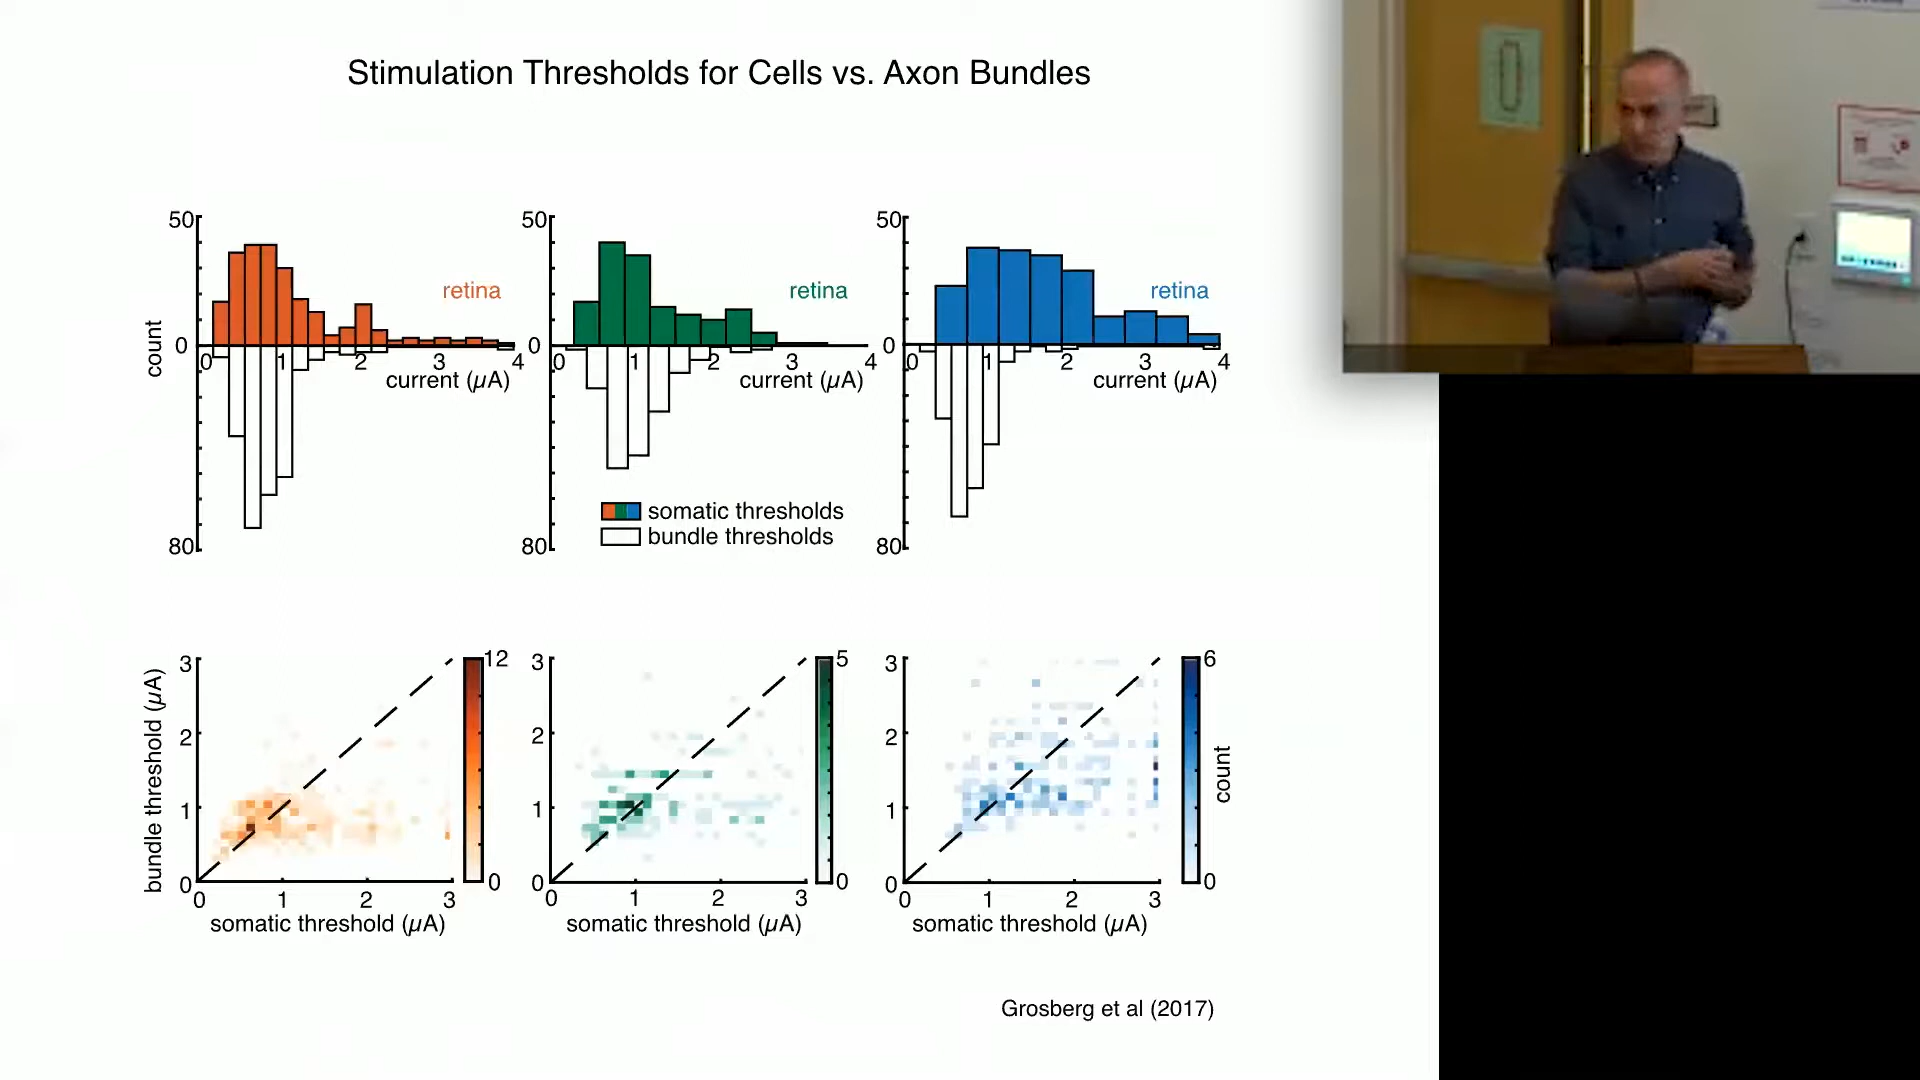 Stimulation Thresholds for Cells vs. Axon Bundles
50
50
50
retina
retina
retina
count
0
0
0
0 1 2 3 4
0 1 2 3 4
0 1 2 3 4
current (µA)
current (µA)
current (µA)
somatic thresholds
bundle thresholds
80
80
80
bundle threshold (µA)
3
2
1
0
0 1 2 3
somatic threshold (µA)
12
0
3
2
1
0
0 1 2 3
somatic threshold (µA)
5
0
3
2
1
0
0 1 2 3
somatic threshold (µA)
6
0
count
Grosberg et al (2017)